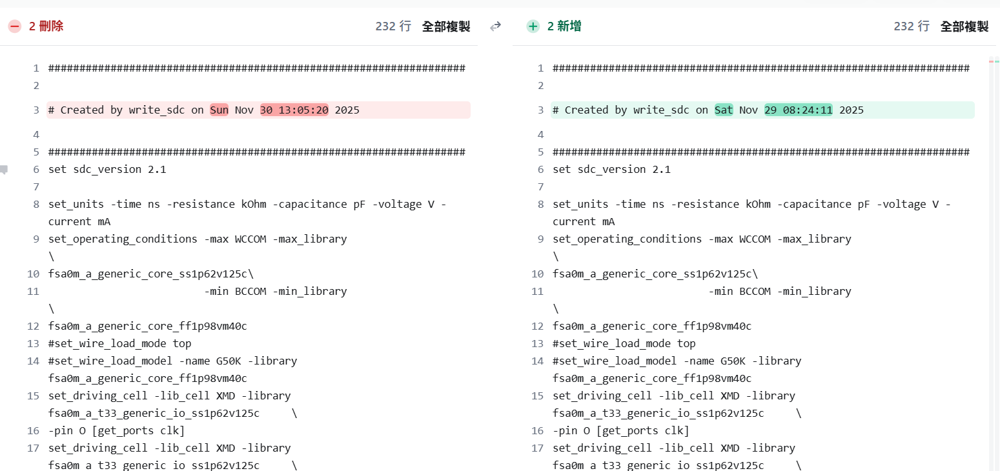 2 刪除
232 行 全部複製
2 新增
232 行 全部複製
1 ###################################################################
2
3 # Created by write_sdc on Sun Nov 30 13:05:20 2025
4
5 ###################################################################
6 set sdc_version 2.1
7
8 set_units -time ns -resistance kOhm -capacitance pF -voltage V -
current mA
9 set_operating_conditions -max WCCOM -max_library
\
10 fsa0m_a_generic_core_ss1p62v125c\
11 -min BCCOM -min_library
\
12 fsa0m_a_generic_core_ff1p98vm40c
13 #set_wire_load_mode top
14 #set_wire_load_model -name G50K -library
fsa0m_a_generic_core_ff1p98vm40c
15 set_driving_cell -lib_cell XMD -library
fsa0m_a_t33_generic_io_ss1p62v125c \
16 -pin O [get_ports clk]
17 set_driving_cell -lib_cell XMD -library
fsa0m_a_t33_generic_io_ss1p62v125c \
1 ###################################################################
2
3 # Created by write_sdc on Sat Nov 29 08:24:11 2025
4
5 ###################################################################
6 set sdc_version 2.1
7
8 set_units -time ns -resistance kOhm -capacitance pF -voltage V -
current mA
9 set_operating_conditions -max WCCOM -max_library
\
10 fsa0m_a_generic_core_ss1p62v125c\
11 -min BCCOM -min_library
\
12 fsa0m_a_generic_core_ff1p98vm40c
13 #set_wire_load_mode top
14 #set_wire_load_model -name G50K -library
fsa0m_a_generic_core_ff1p98vm40c
15 set_driving_cell -lib_cell XMD -library
fsa0m_a_t33_generic_io_ss1p62v125c \
16 -pin O [get_ports clk]
17 set_driving_cell -lib_cell XMD -library
fsa0m_a_t33_generic_io_ss1p62v125c \